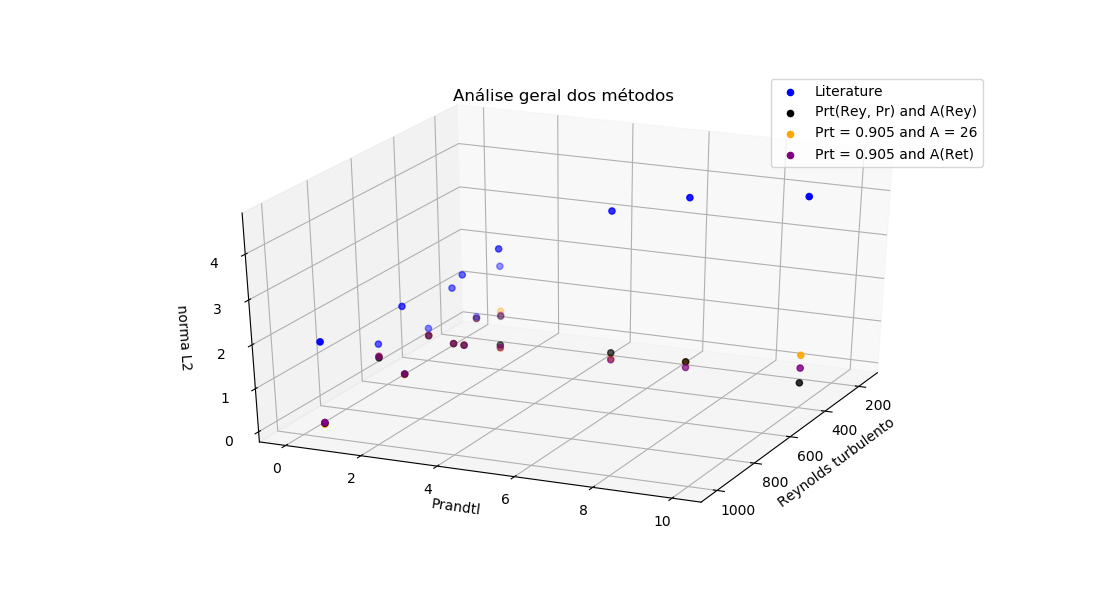 Análise geral dos métodos
Literature
Prt(Rey, Pr) and A(Rey)
Prt = 0.905 and A = 26
Prt = 0.905 and A(Ret)
norma L2
4
3
2
1
0
0
2
4
6
8
10
Prandtl
200
400
600
800
1000
Reynolds turbulento